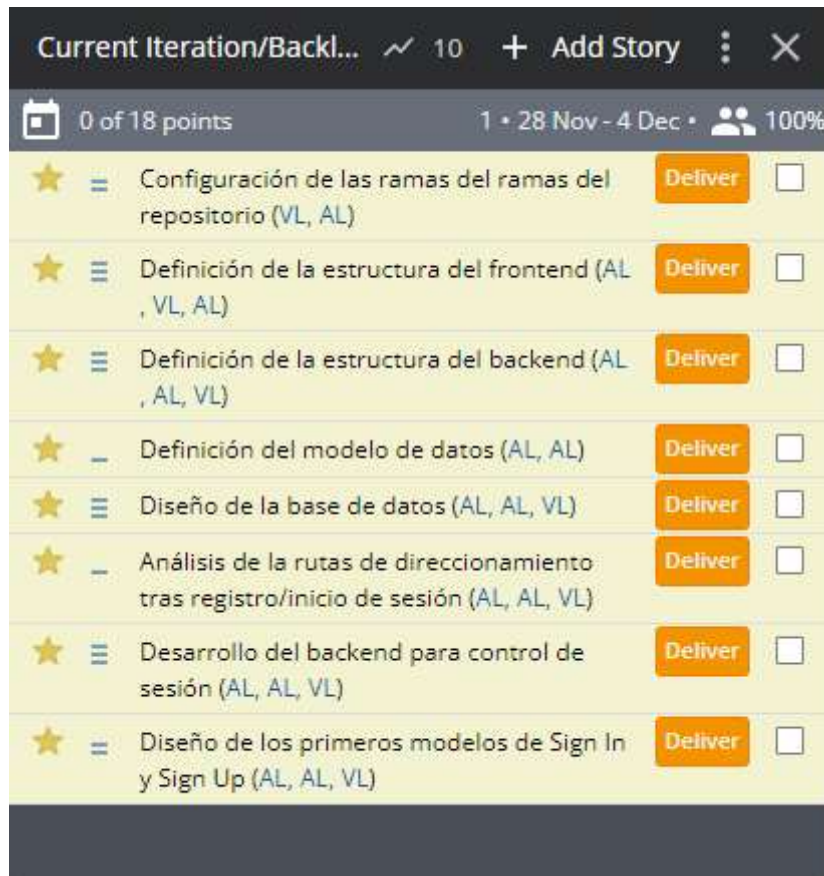 Current Iteration/Backl... 10 + Add Story
0 of 18 points 1 • 28 Nov - 4 Dec • 100%
Configuración de las ramas del ramas del Deliver
repositorio (VL, AL)
Definición de la estructura del frontend (AL Deliver
, VL, AL)
Definición de la estructura del backend (AL Deliver
, AL, VL)
Definición del modelo de datos (AL, AL) Deliver
Diseño de la base de datos (AL, AL, VL) Deliver
Análisis de la rutas de direccionamiento Deliver
tras registro/inicio de sesión (AL, AL, VL)
Desarrollo del backend para control de Deliver
sesión (AL, AL, VL)
Diseño de los primeros modelos de Sign In Deliver
y Sign Up (AL, AL, VL)